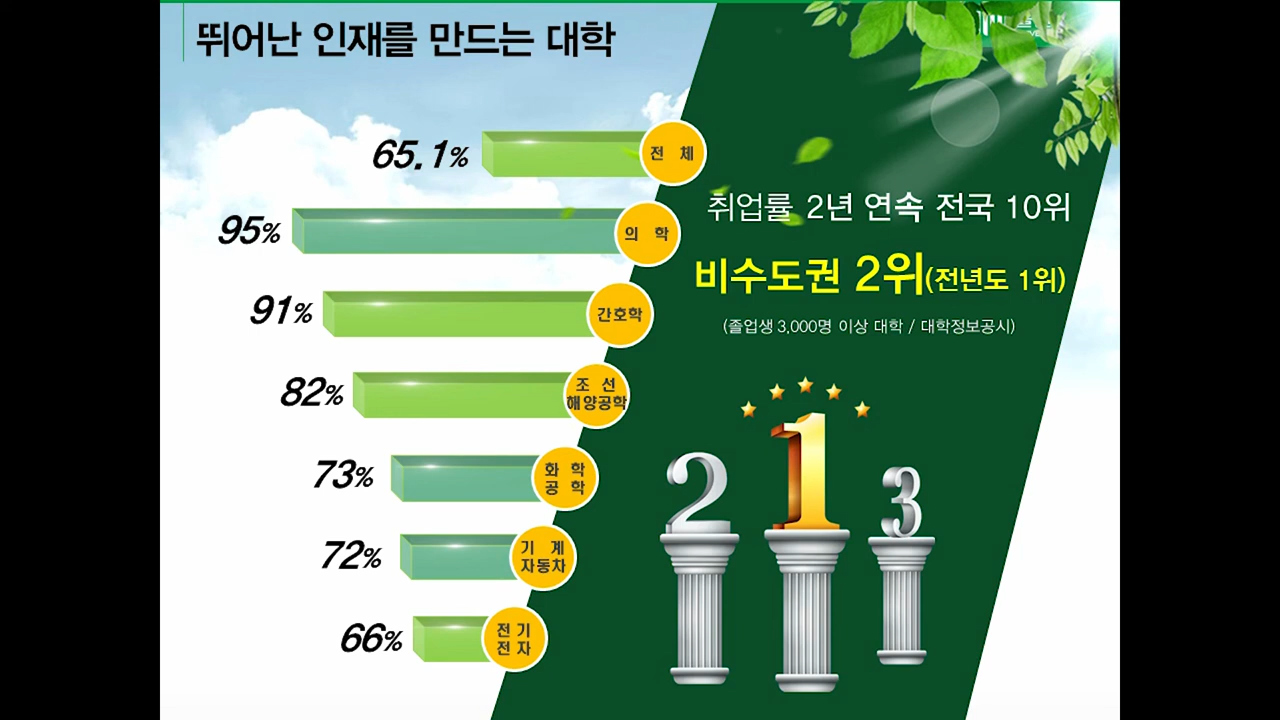 뛰어난 인재를 만드는 대학
65.1%
전 체
95%
의 학
91%
간호학
82%
조 선
해양공학
73%
화 학
공 학
72%
기 계
자동차
66%
전 기
전 자
취업률 2년 연속 전국 10위
비수도권 2위(전년도 1위)
(졸업생 3,000명 이상 대학 / 대학정보공시)
2
1
3